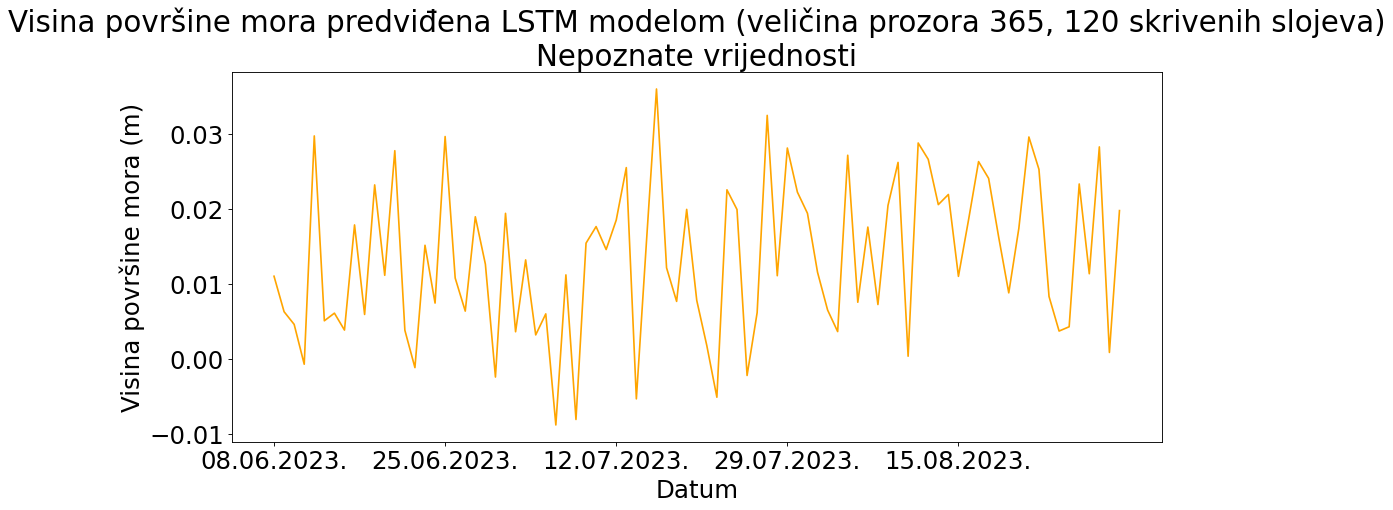 Visina površine mora predviđena LSTM modelom (veličina prozora 365, 120 skrivenih slojeva)
Nepoznate vrijednosti
Visina površine mora (m)
0.03
0.02
0.01
0.00
−0.01
08.06.2023. 25.06.2023. 12.07.2023. 29.07.2023. 15.08.2023.
Datum